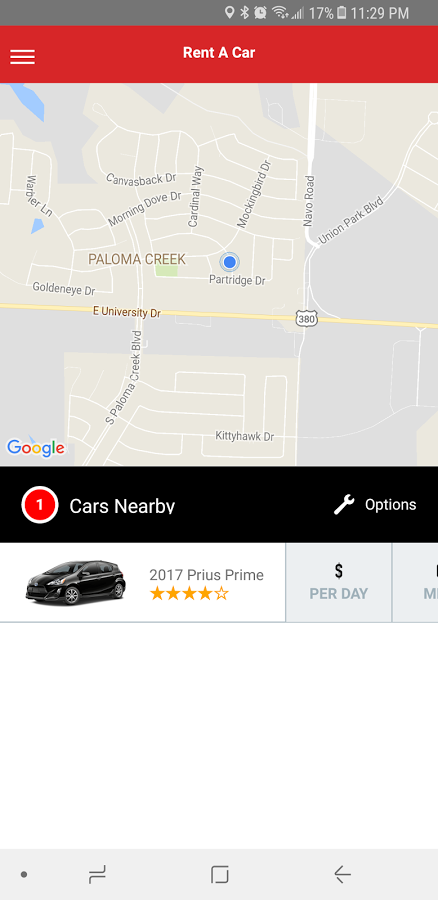 17% 11:29 PM
Rent A Car
Warbler Ln
Canvasback Dr
Morning Dove Dr
Cardinal Way
Mockingbird Dr
Navo Road
Union Park Blvd
PALOMA CREEK
Partridge Dr
Goldeneye Dr
E University Dr
380
S Paloma Creek Blvd
Kittyhawk Dr
Google
1 Cars Nearby Options
2017 Prius Prime
$
PER DAY